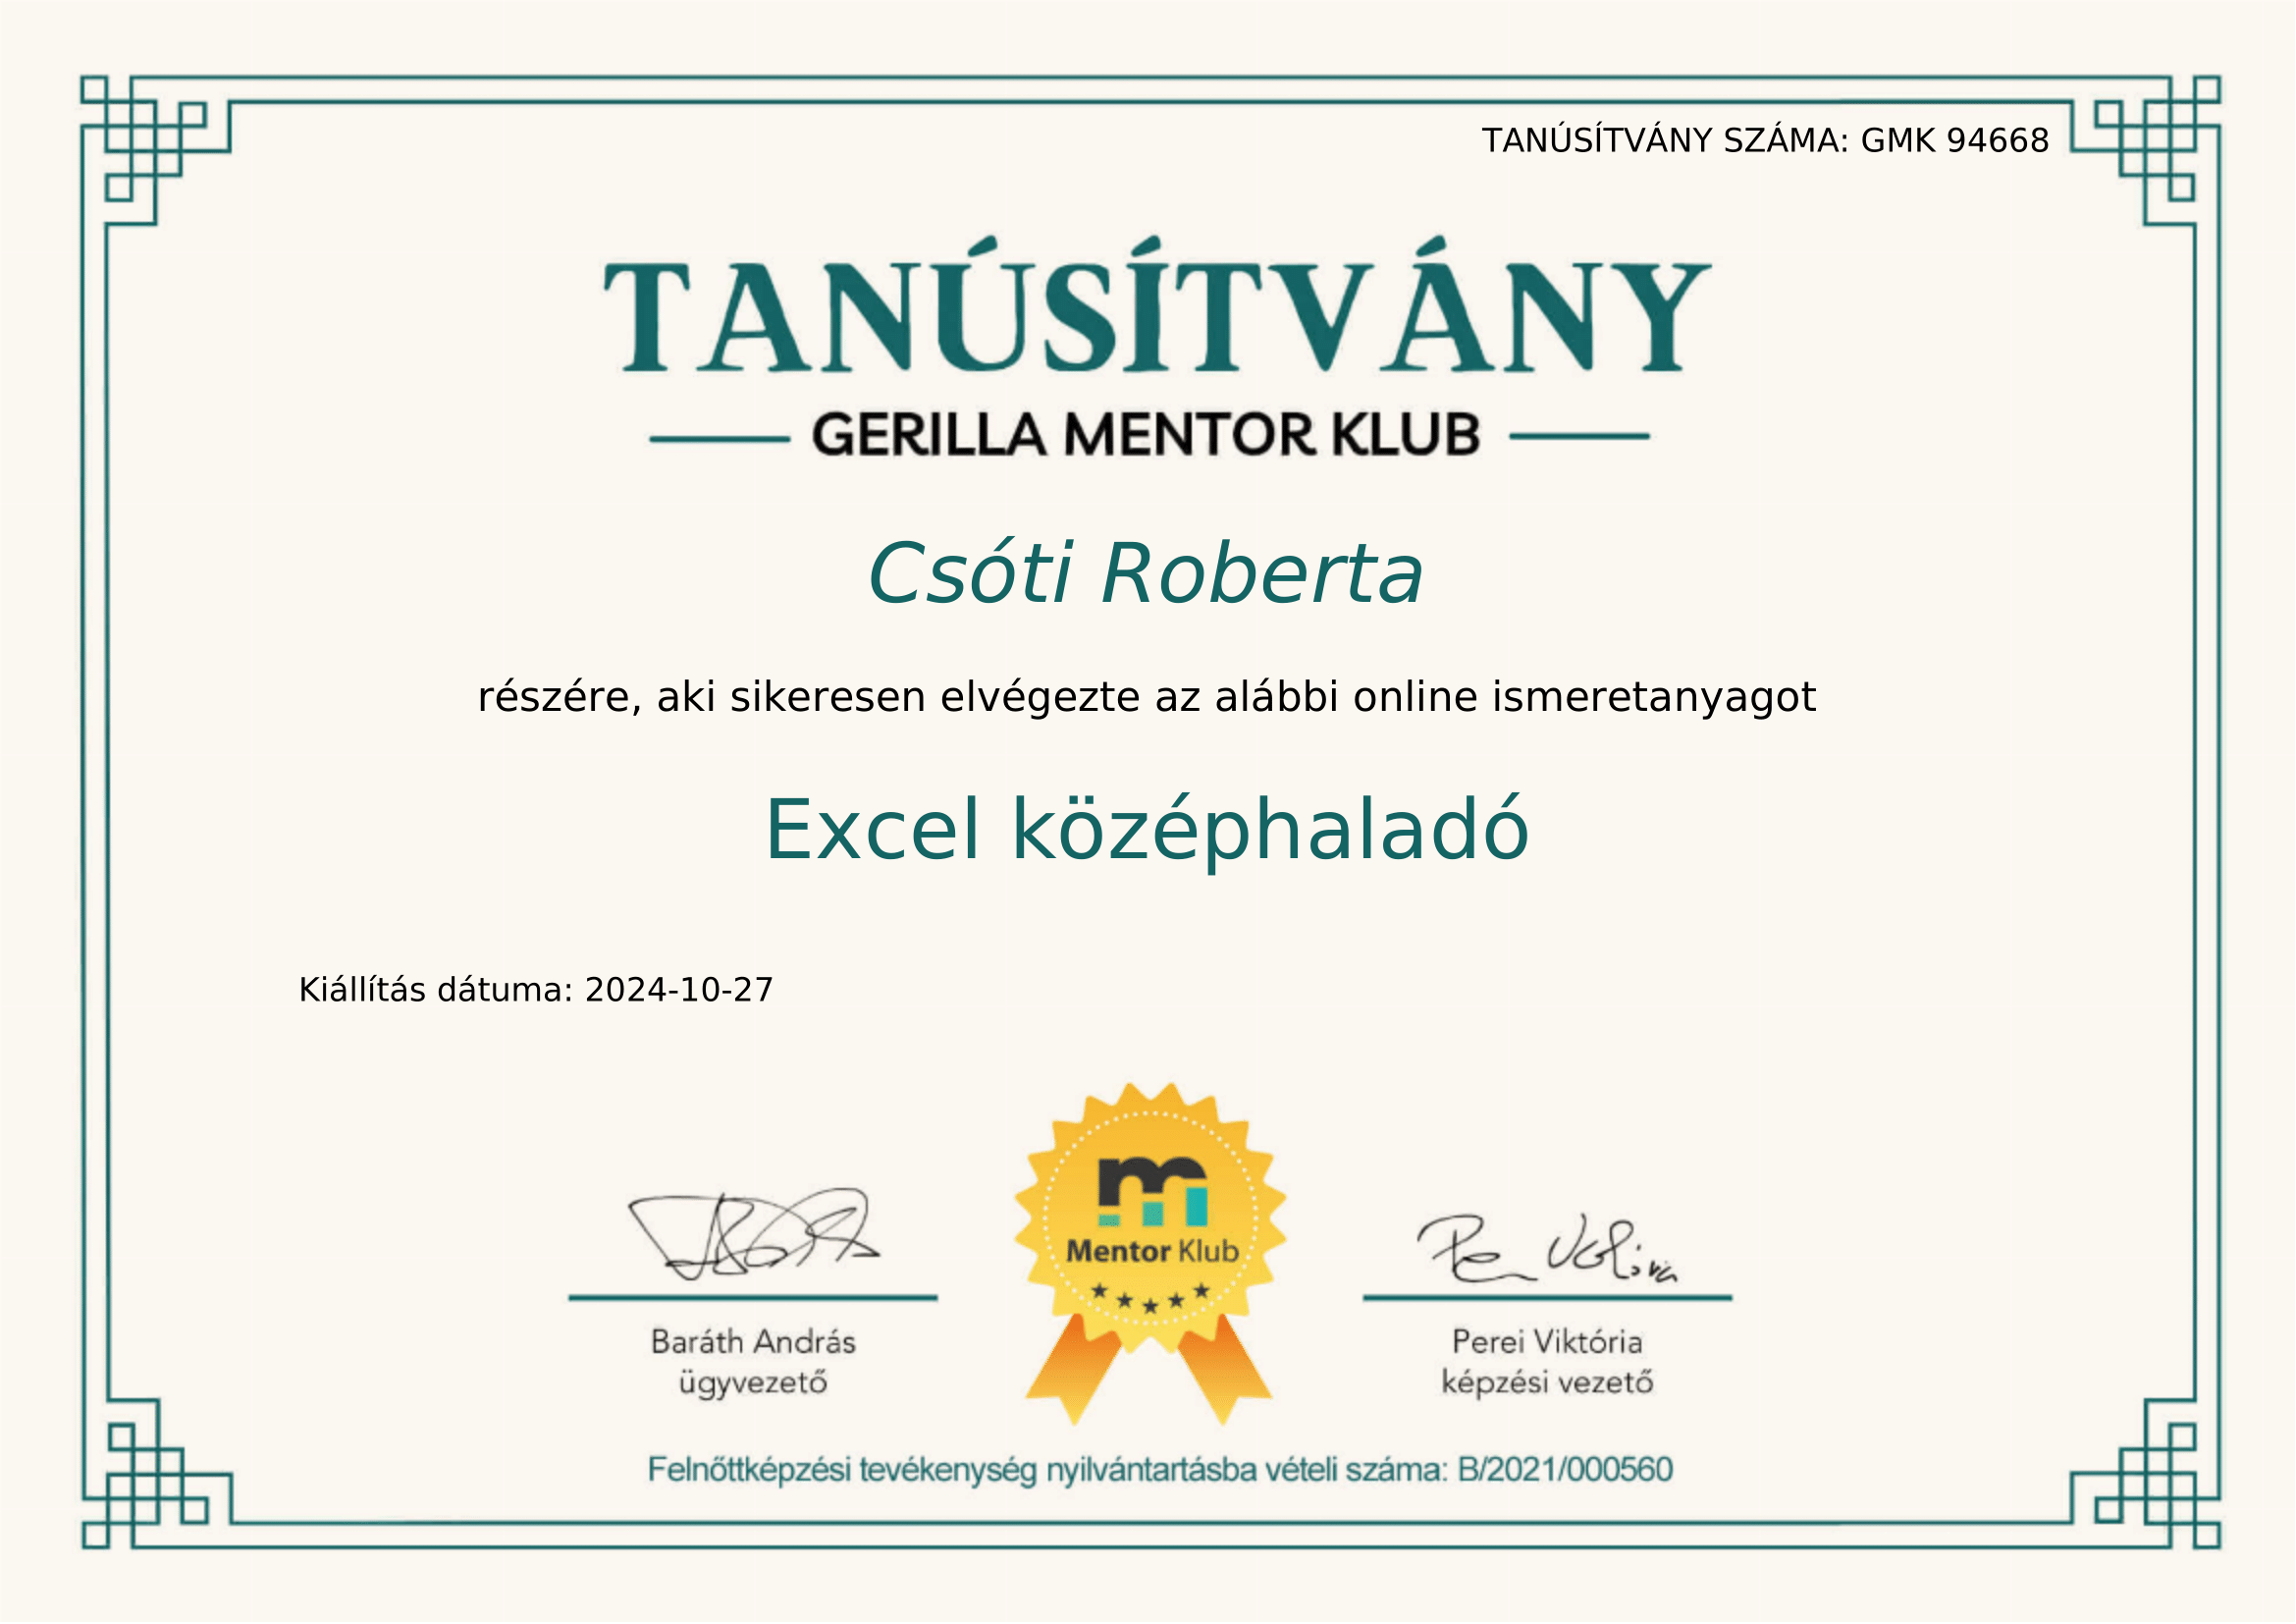 TANÚSÍTVÁNY SZÁMA: GMK 94668
TANÚSÍTVÁNY
GERILLA MENTOR KLUB
Csóti Roberta
részére, aki sikeresen elvégezte az alábbi online ismeretanyagot
Excel középhaladó
Kiállítás dátuma: 2024-10-27
Mentor Klub
Baráth András
ügyvezető
Perei Viktória
képzési vezető
Felnőttképzési tevékenység nyilvántartásba vételi száma: B/2021/000560